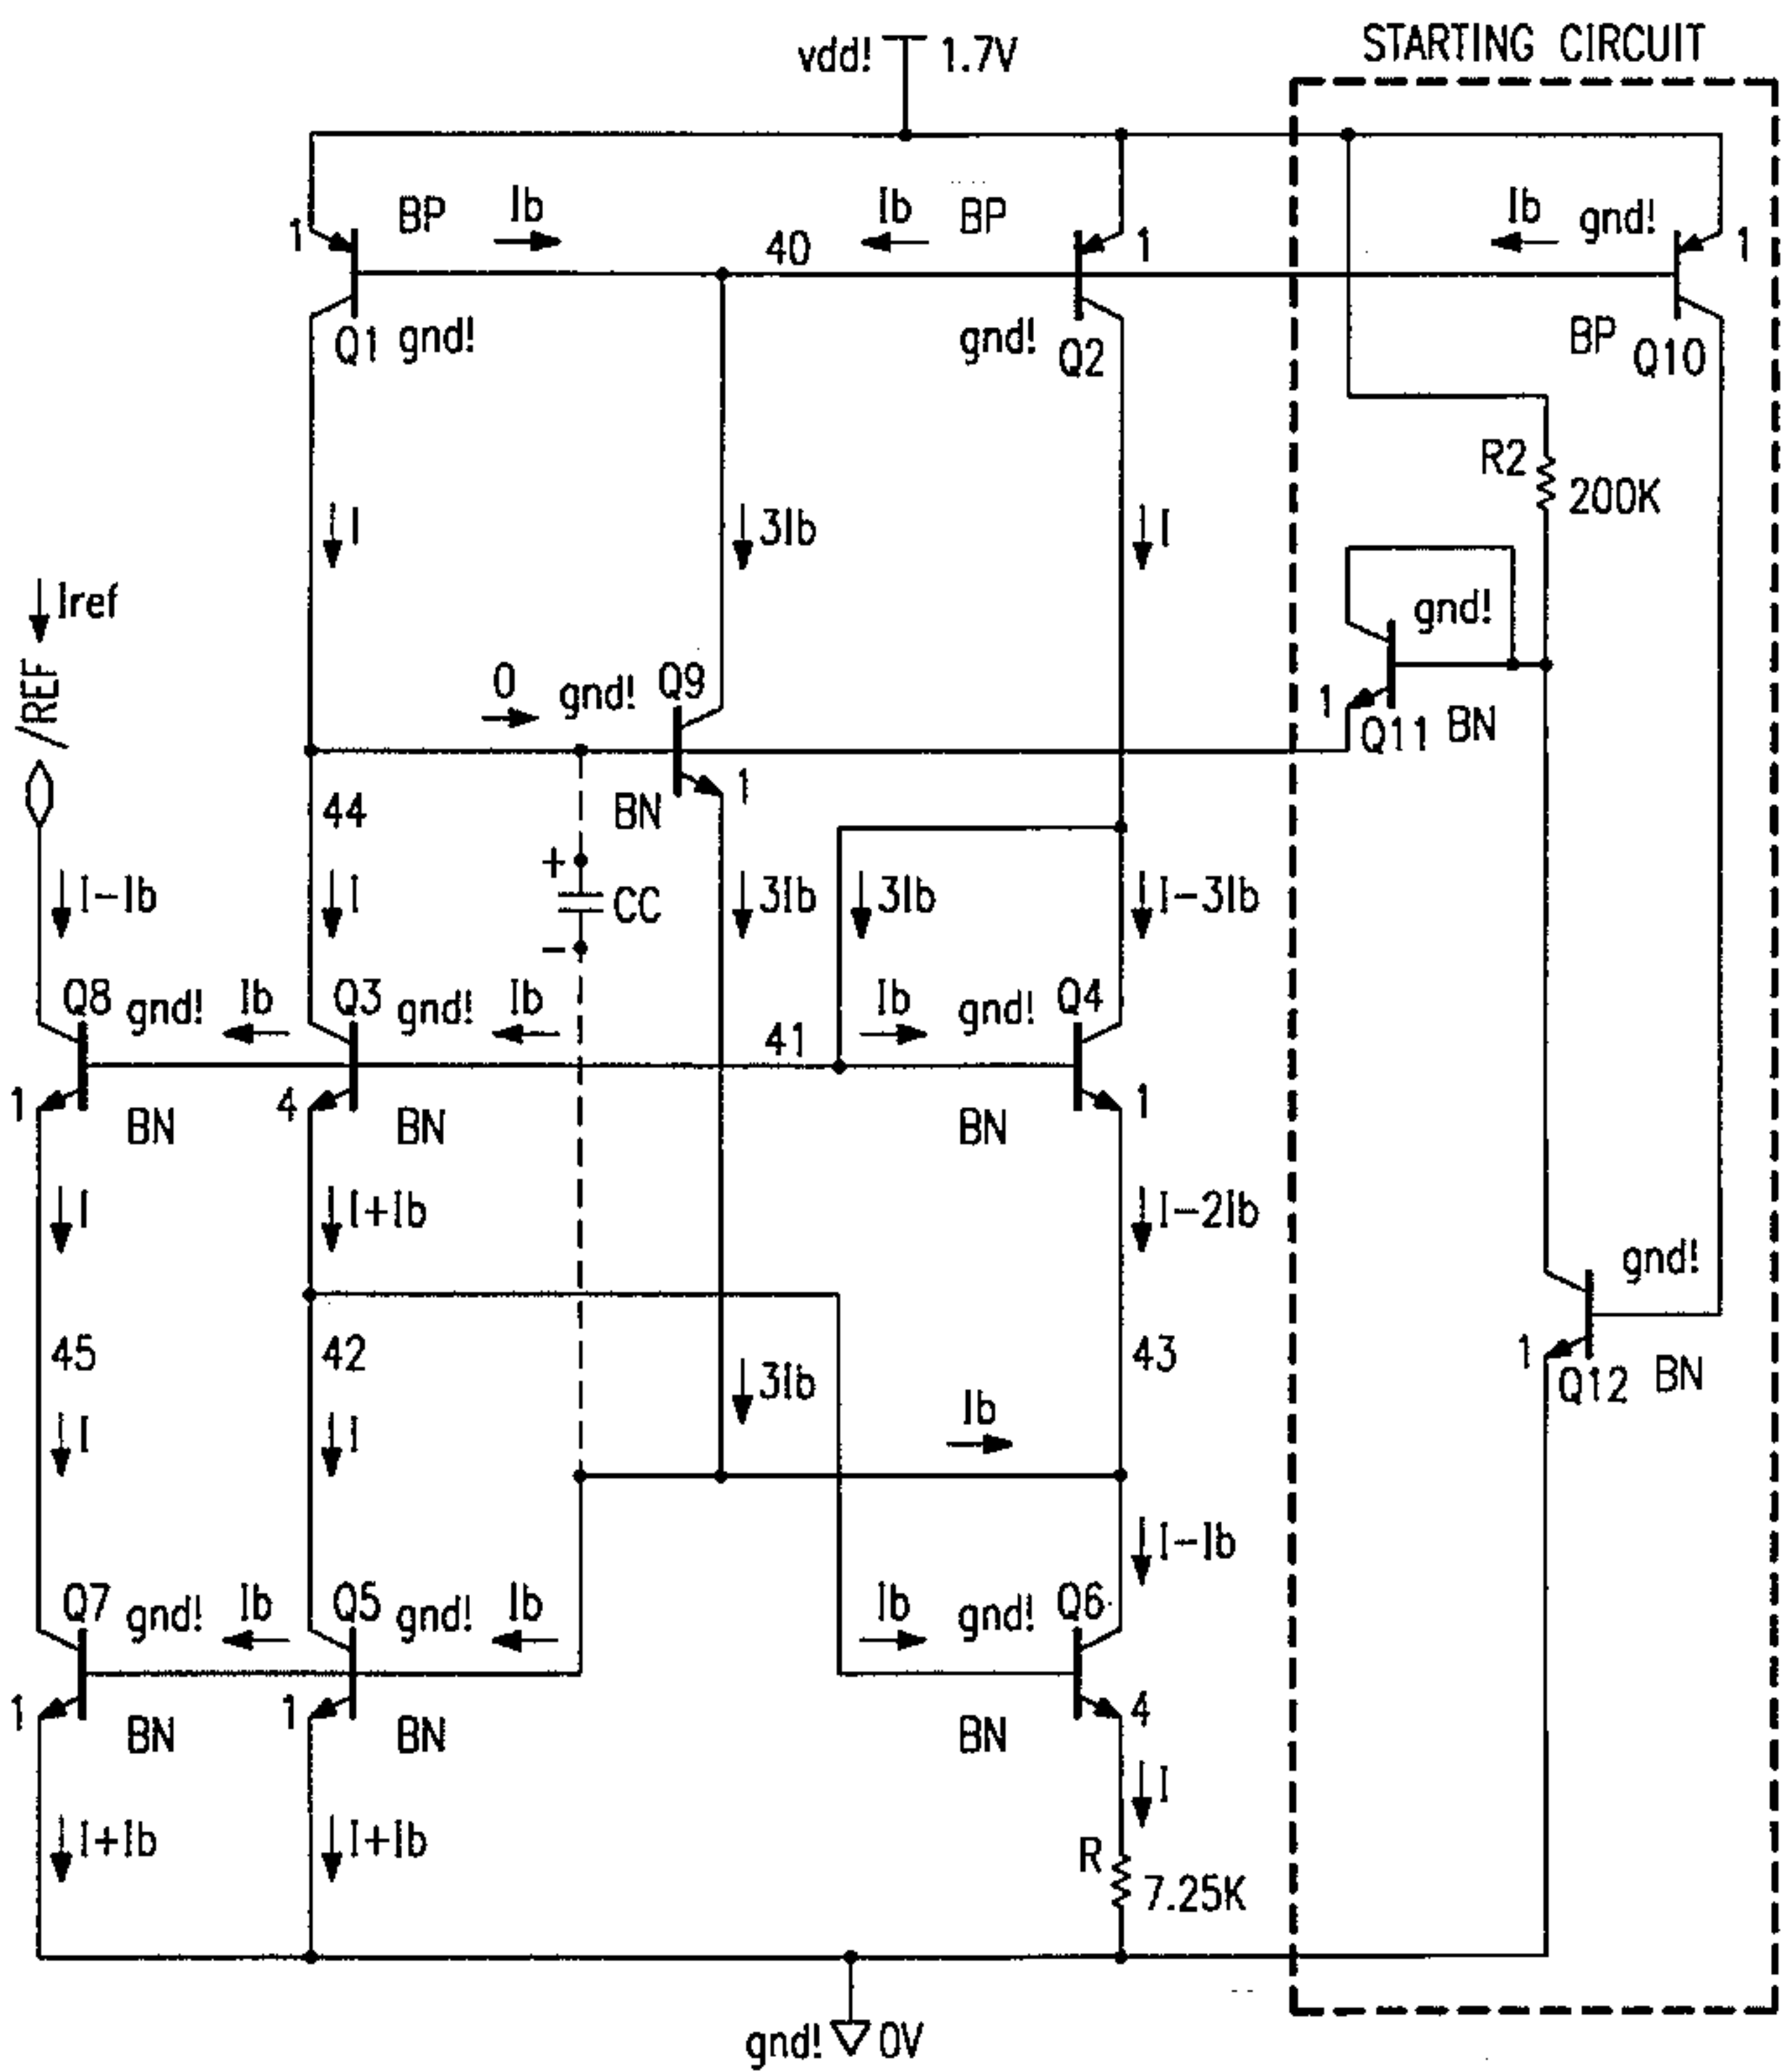 STARTING CIRCUIT
vdd! 1.7V
1 BP Ib Ib BP 1 Ib gnd! 1
40
Q1 gnd! gnd! Q2 BP Q10
R2 200K
I 3Ib I
Iref
gnd!
/REF
0 gnd! Q9 1 Q11 BN
44 BN 1
+
I-Ib I CC 3Ib 3Ib I-3Ib
-
Q8 gnd! Ib Q3 gnd! Ib Ib gnd! Q4
41
1 BN 4 BN BN 1
I I+Ib I-2Ib
gnd!
45 42 43 1 Q12 BN
3Ib
I I Ib
I-Ib
Q7 gnd! Ib Q5 gnd! Ib Ib gnd! Q6
1 BN 1 BN BN 4
I
I+Ib I+Ib R 7.25K
gnd! 0V